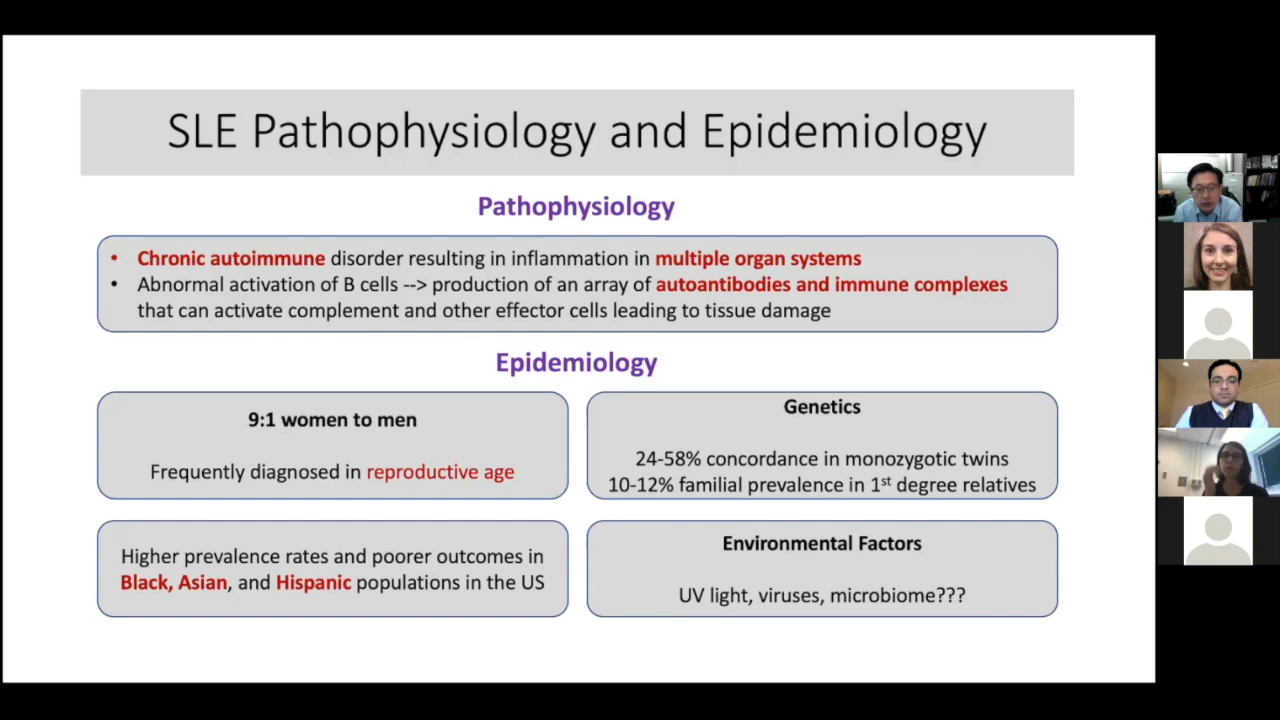 SLE Pathophysiology and Epidemiology
Pathophysiology
• Chronic autoimmune disorder resulting in inflammation in multiple organ systems
• Abnormal activation of B cells --> production of an array of autoantibodies and immune complexes
that can activate complement and other effector cells leading to tissue damage
Epidemiology
9:1 women to men
Frequently diagnosed in reproductive age
Genetics
24-58% concordance in monozygotic twins
10-12% familial prevalence in 1st degree relatives
Higher prevalence rates and poorer outcomes in
Black, Asian, and Hispanic populations in the US
Environmental Factors
UV light, viruses, microbiome???